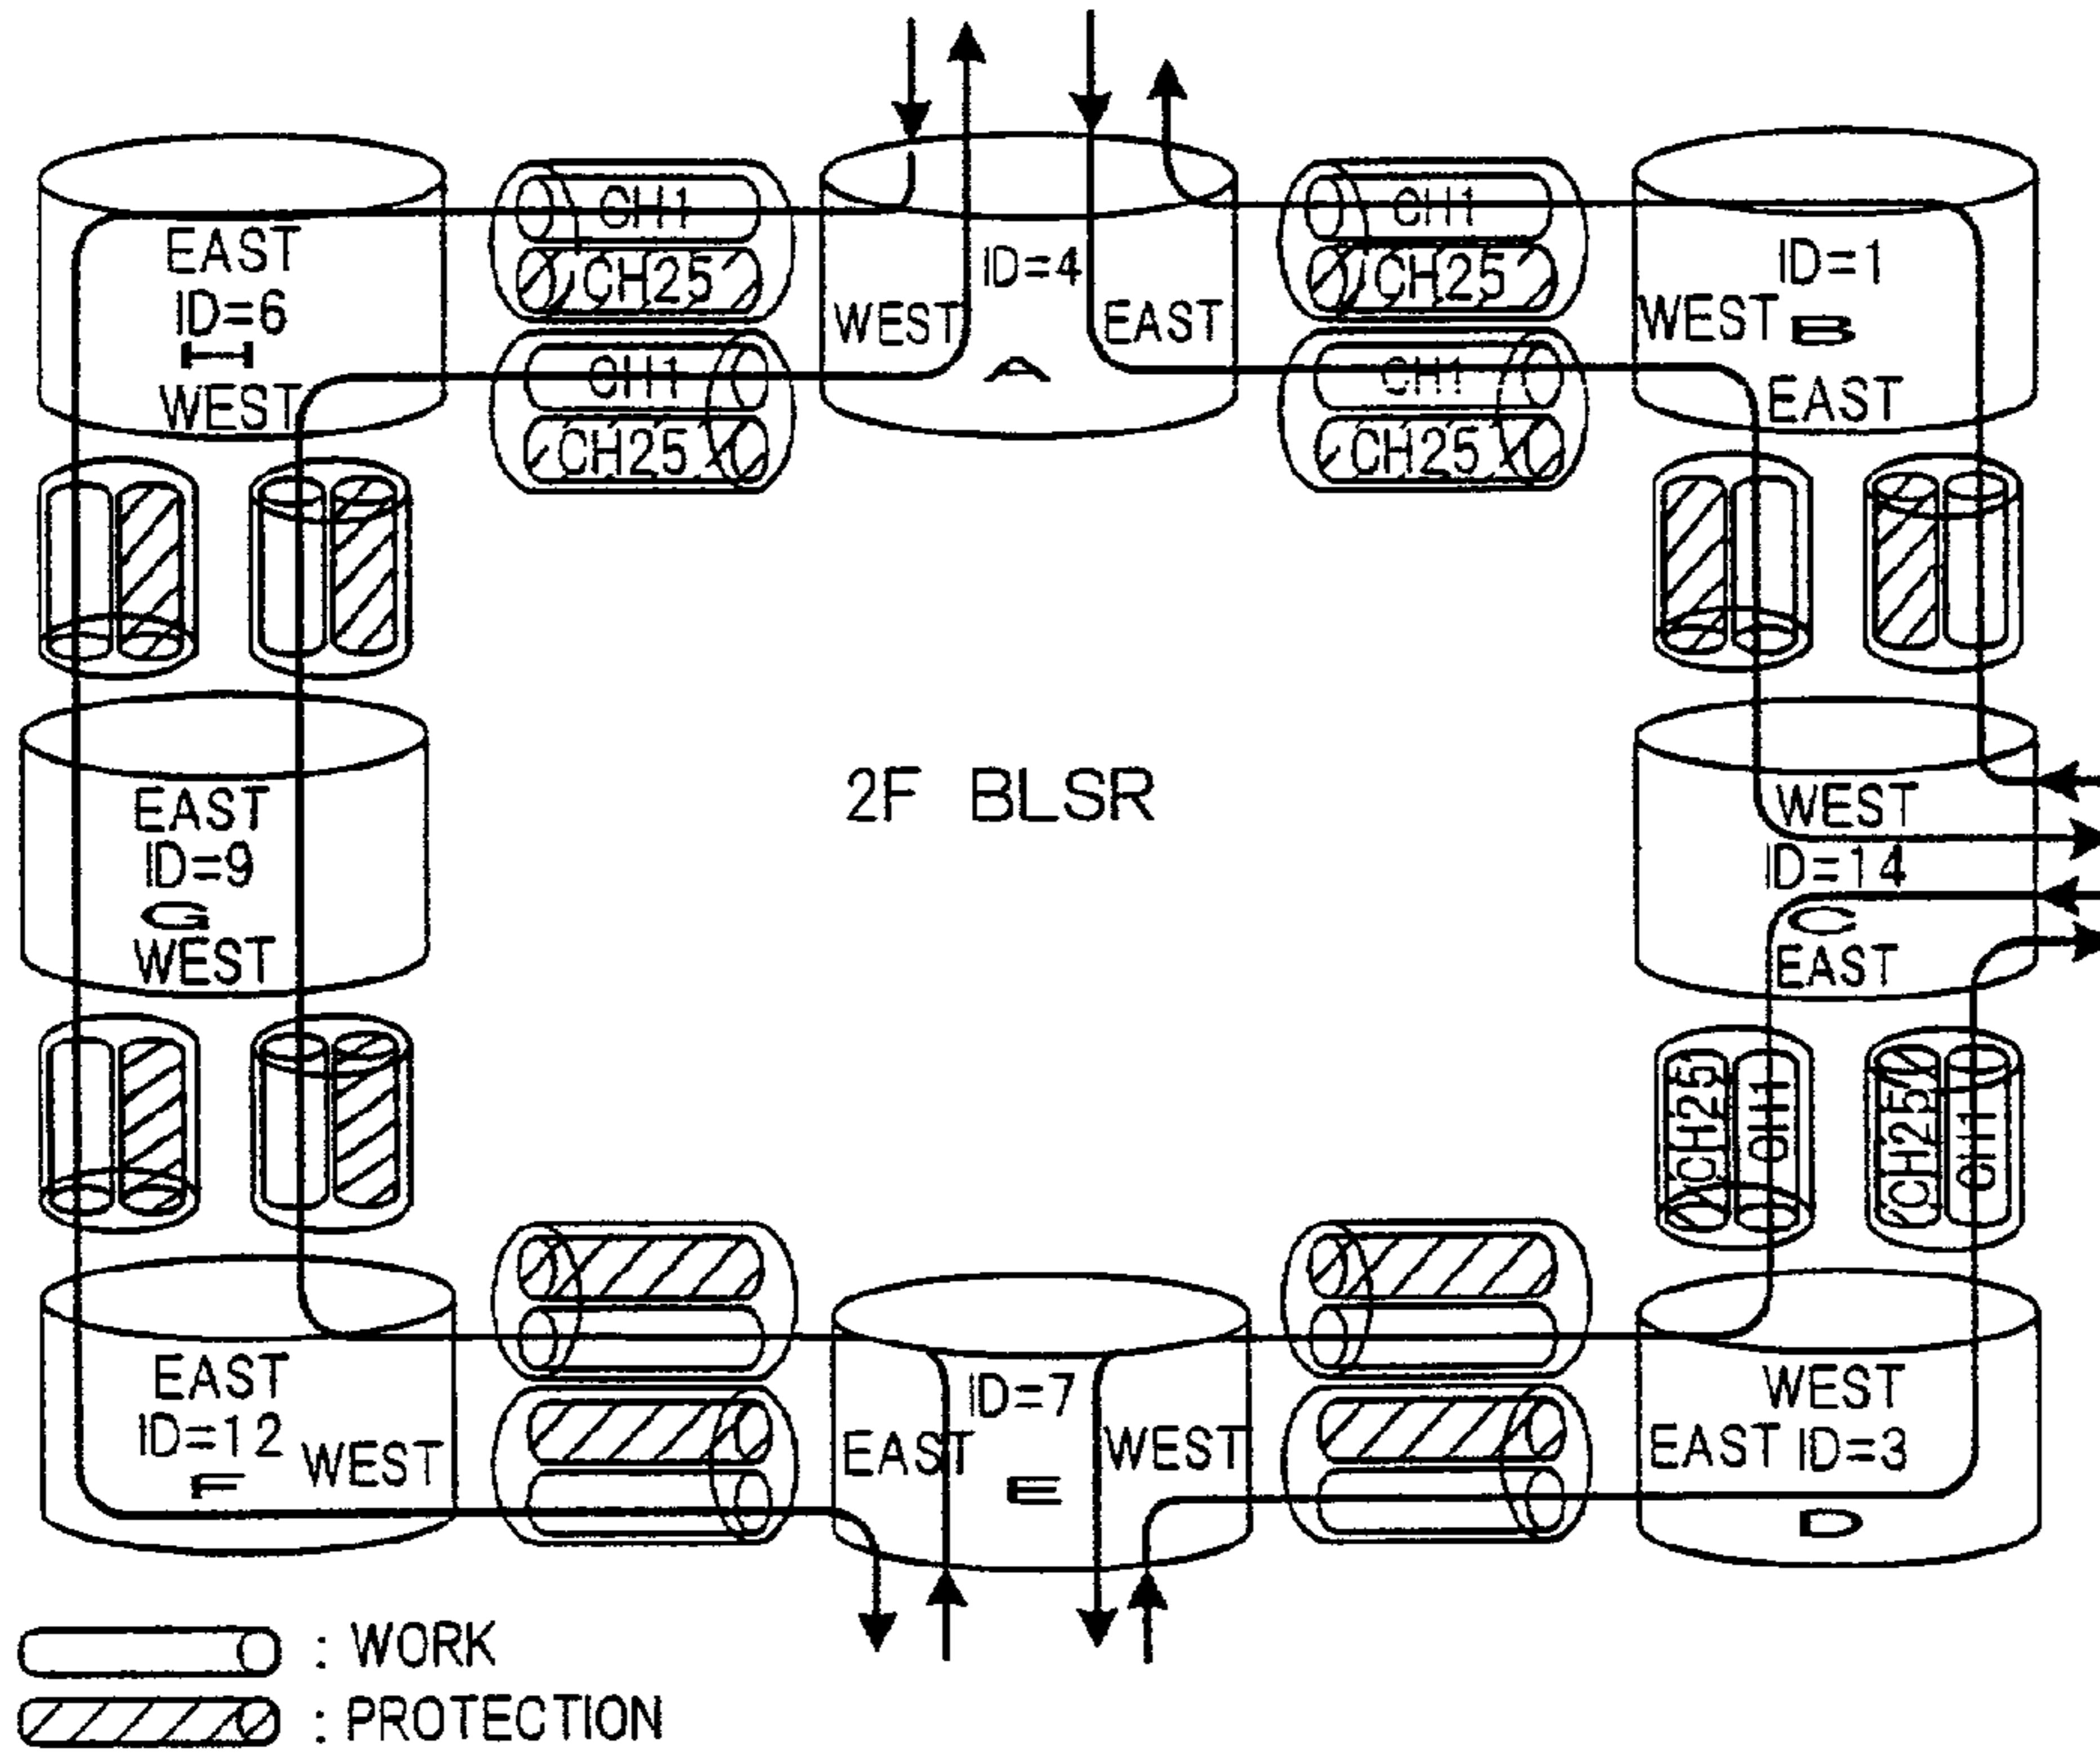 CH1
CH25
CH1
CH25
CH1
CH25
CH1
CH25
EAST
ID=6
H
WEST
ID=4
WEST
EAST
A
ID=1
WEST
B
EAST
2F BLSR
EAST
ID=9
G
WEST
WEST
ID=14
C
EAST
CH25
CH1
CH25
CH1
EAST
ID=12
WEST
F
ID=7
EAST
WEST
E
WEST
EAST ID=3
D
: WORK
: PROTECTION